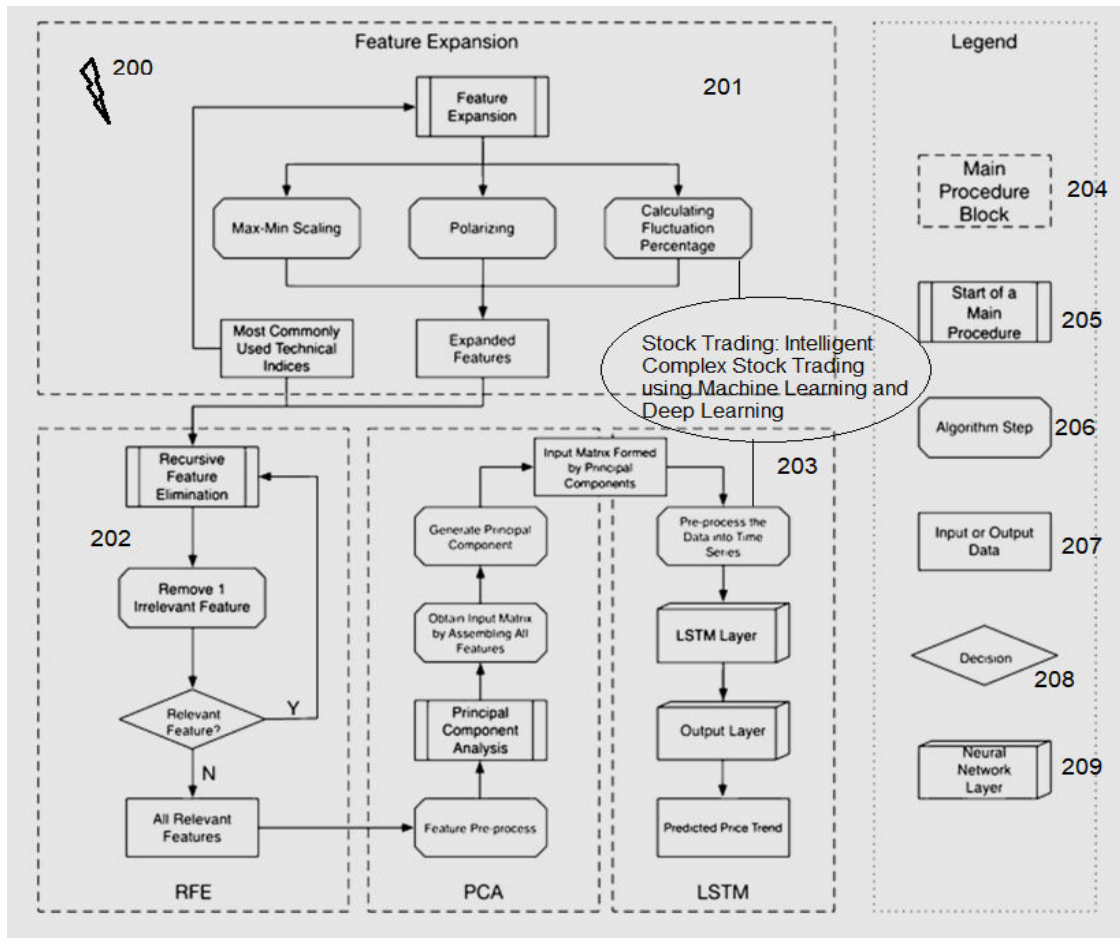 Feature Expansion
200
201
Feature
Expansion
Max-Min Scaling
Polarizing
Calculating
Fluctuation
Percentage
Most Commonly
Used Technical
Indices
Expanded
Features
Stock Trading: Intelligent
Complex Stock Trading
using Machine Learning and
Deep Learning
Recursive
Feature
Elimination
202
Remove 1
Irrelevant Feature
Relevant
Feature?
Y
N
All Relevant
Features
RFE
Input Matrix Formed
by Principal
Components
Generate Principal
Component
Obtain Input Matrix
by Assembling All
Features
Principal
Component
Analysis
Feature Pre-process
PCA
203
Pre-process the
Data into Time
Series
LSTM Layer
Output Layer
Predicted Price Trend
LSTM
Legend
Main
Procedure
Block
204
Start of a
Main
Procedure
205
Algorithm Step
206
Input or Output
Data
207
Decision
208
Neural
Network
Layer
209